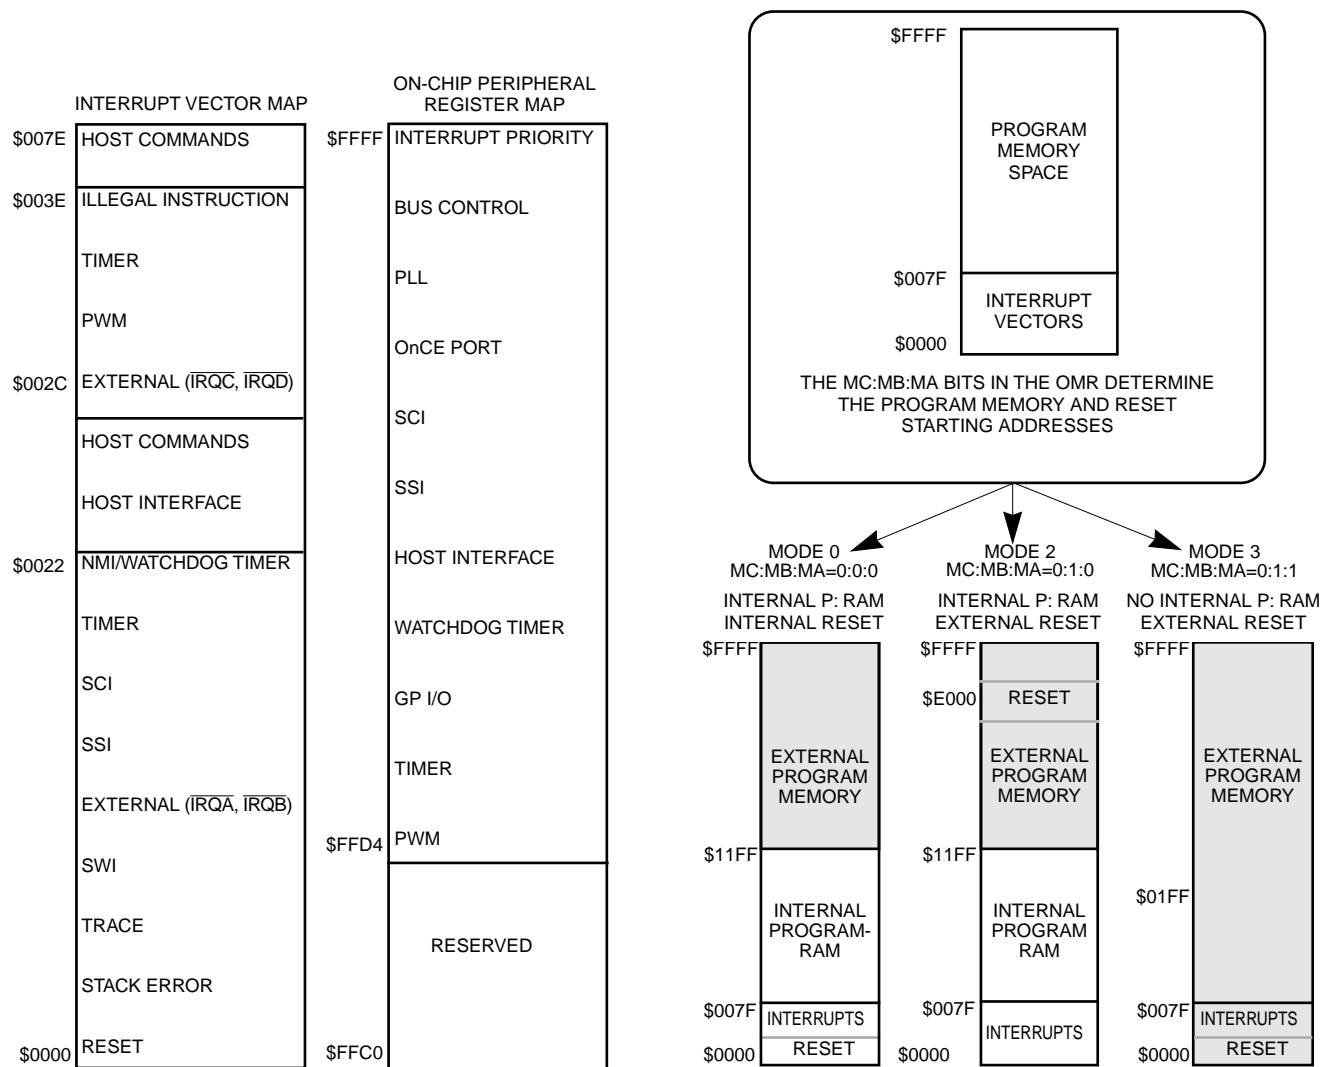 INTERRUPT VECTOR MAP
$007E HOST COMMANDS
$003E ILLEGAL INSTRUCTION
TIMER
PWM
$002C EXTERNAL (IRQC, IRQD)
HOST COMMANDS
HOST INTERFACE
$0022 NMI/WATCHDOG TIMER
TIMER
SCI
SSI
EXTERNAL (IRQA, IRQB)
SWI
TRACE
STACK ERROR
$0000 RESET
ON-CHIP PERIPHERAL
REGISTER MAP
$FFFF INTERRUPT PRIORITY
BUS CONTROL
PLL
OnCE PORT
SCI
SSI
HOST INTERFACE
WATCHDOG TIMER
GP I/O
TIMER
$FFD4 PWM
RESERVED
$FFC0
$FFFF
PROGRAM
MEMORY
SPACE
$007F
INTERRUPT
VECTORS
$0000
THE MC:MB:MA BITS IN THE OMR DETERMINE
THE PROGRAM MEMORY AND RESET
STARTING ADDRESSES
MODE 0
MC:MB:MA=0:0:0
INTERNAL P: RAM
INTERNAL RESET
$FFFF
EXTERNAL
PROGRAM
MEMORY
$11FF
INTERNAL
PROGRAM-
RAM
$007F
INTERRUPTS
$0000 RESET
MODE 2
MC:MB:MA=0:1:0
INTERNAL P: RAM
EXTERNAL RESET
$FFFF
$E000 RESET
EXTERNAL
PROGRAM
MEMORY
$11FF
INTERNAL
PROGRAM
RAM
$007F
INTERRUPTS
$0000
MODE 3
MC:MB:MA=0:1:1
NO INTERNAL P: RAM
EXTERNAL RESET
$FFFF
EXTERNAL
PROGRAM
MEMORY
$01FF
$007F
INTERRUPTS
$0000 RESET